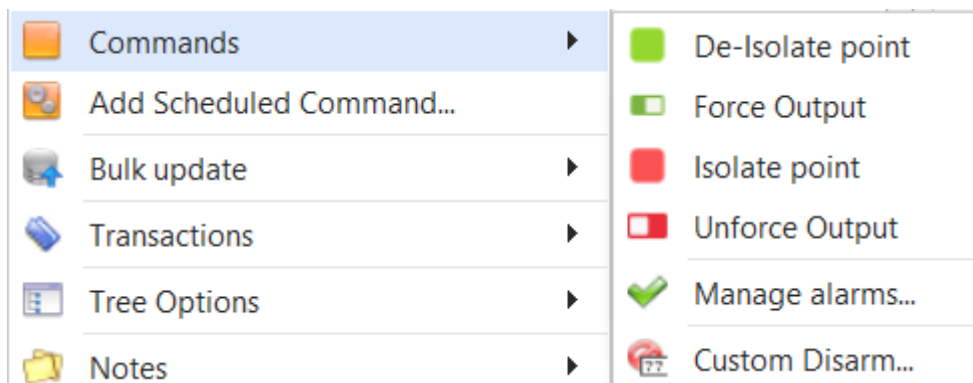 Commands
Add Scheduled Command...
Bulk update
Transactions
Tree Options
Notes
De-Isolate point
Force Output
Isolate point
Unforce Output
Manage alarms...
Custom Disarm...